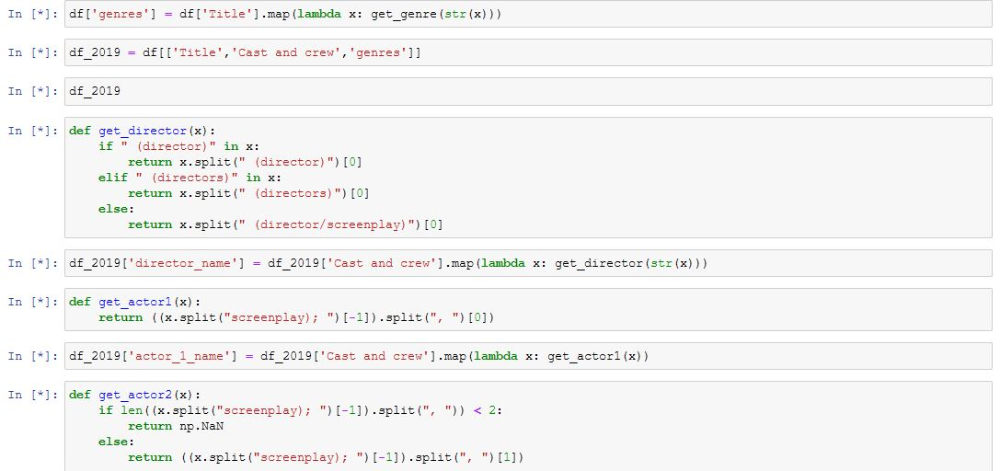 In [*]: df['genres'] = df['Title'].map(lambda x: get_genre(str(x)))
In [*]: df_2019 = df[['Title','Cast and crew','genres']]
In [*]: df_2019
In [*]: def get_director(x):
    if " (director)" in x:
        return x.split(" (director)")[0]
    elif " (directors)" in x:
        return x.split(" (directors)")[0]
    else:
        return x.split(" (director/screenplay)")[0]
In [*]: df_2019['director_name'] = df_2019['Cast and crew'].map(lambda x: get_director(str(x)))
In [*]: def get_actor1(x):
    return ((x.split("screenplay); ")[-1]).split(", ")[0])
In [*]: df_2019['actor_1_name'] = df_2019['Cast and crew'].map(lambda x: get_actor1(x))
In [*]: def get_actor2(x):
    if len((x.split("screenplay); ")[-1]).split(", ")) < 2:
        return np.NaN
    else:
        return ((x.split("screenplay); ")[-1]).split(", ")[1])